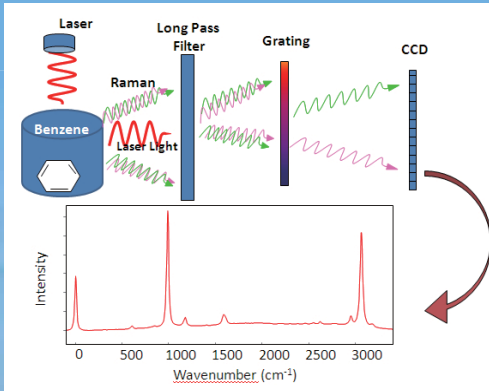 Laser
Long Pass
Filter
Grating
CCD
Raman
Benzene
Laser Light
Intensity
0 500 1000 1500 2000 2500 3000
Wavenumber (cm⁻¹)